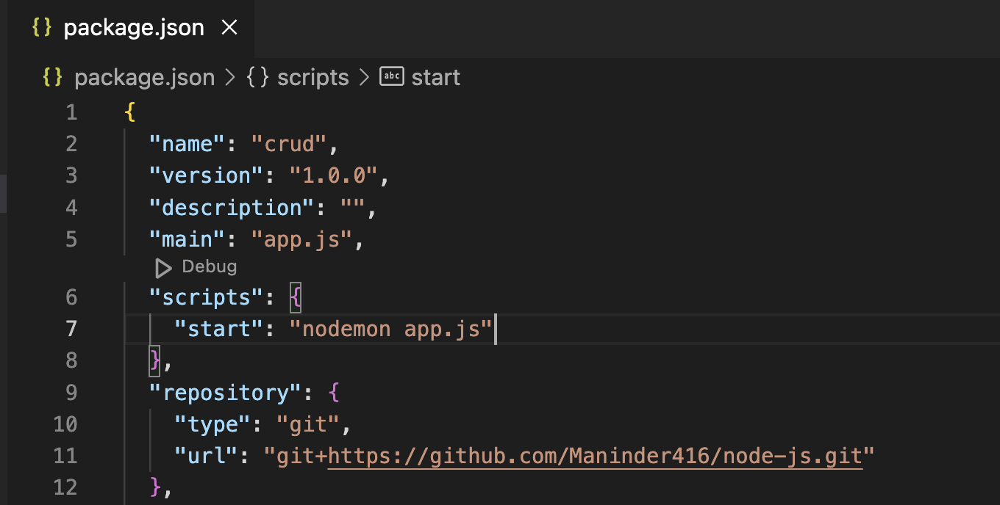 {} package.json ×
{} package.json > {} scripts > abc start
1 {
2 "name": "crud",
3 "version": "1.0.0",
4 "description": "",
5 "main": "app.js",
Debug
6 "scripts": {
7 "start": "nodemon app.js"
8 },
9 "repository": {
10 "type": "git",
11 "url": "git+https://github.com/Maninder416/node-js.git"
12 },